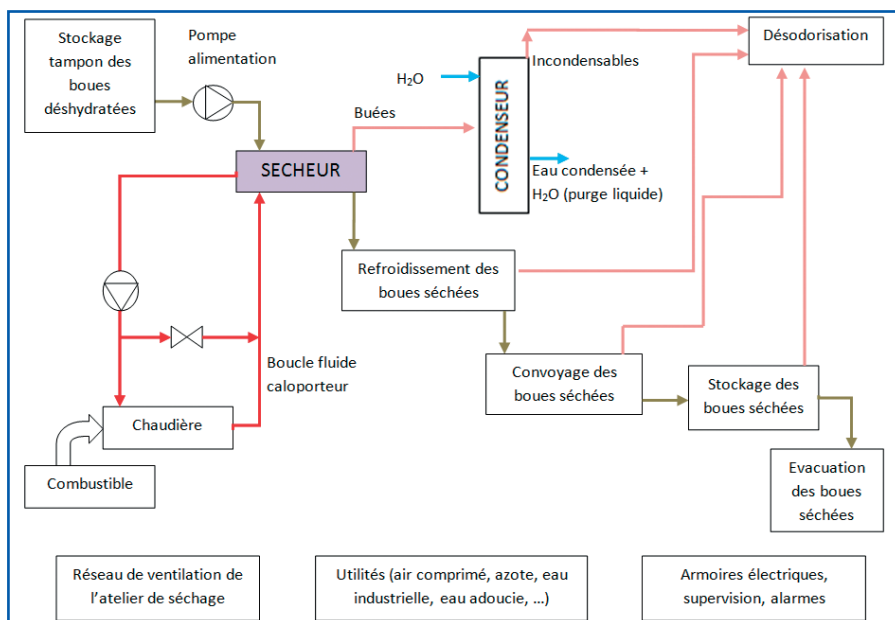 Stockage
tampon des
boues
déshydratées
Pompe
alimentation
H₂O
Buées
CONDENSEUR
Incondensables
Désodorisation
Eau condensée +
H₂O (purge liquide)
SECHEUR
Refroidissement des
boues séchées
Boucle fluide
caloporteur
Convoyage des
boues séchées
Stockage des
boues séchées
Chaudière
Combustible
Evacuation
des boues
séchées
Réseau de ventilation de
l’atelier de séchage
Utilités (air comprimé, azote, eau
industrielle, eau adoucie, …)
Armoires électriques,
supervision, alarmes